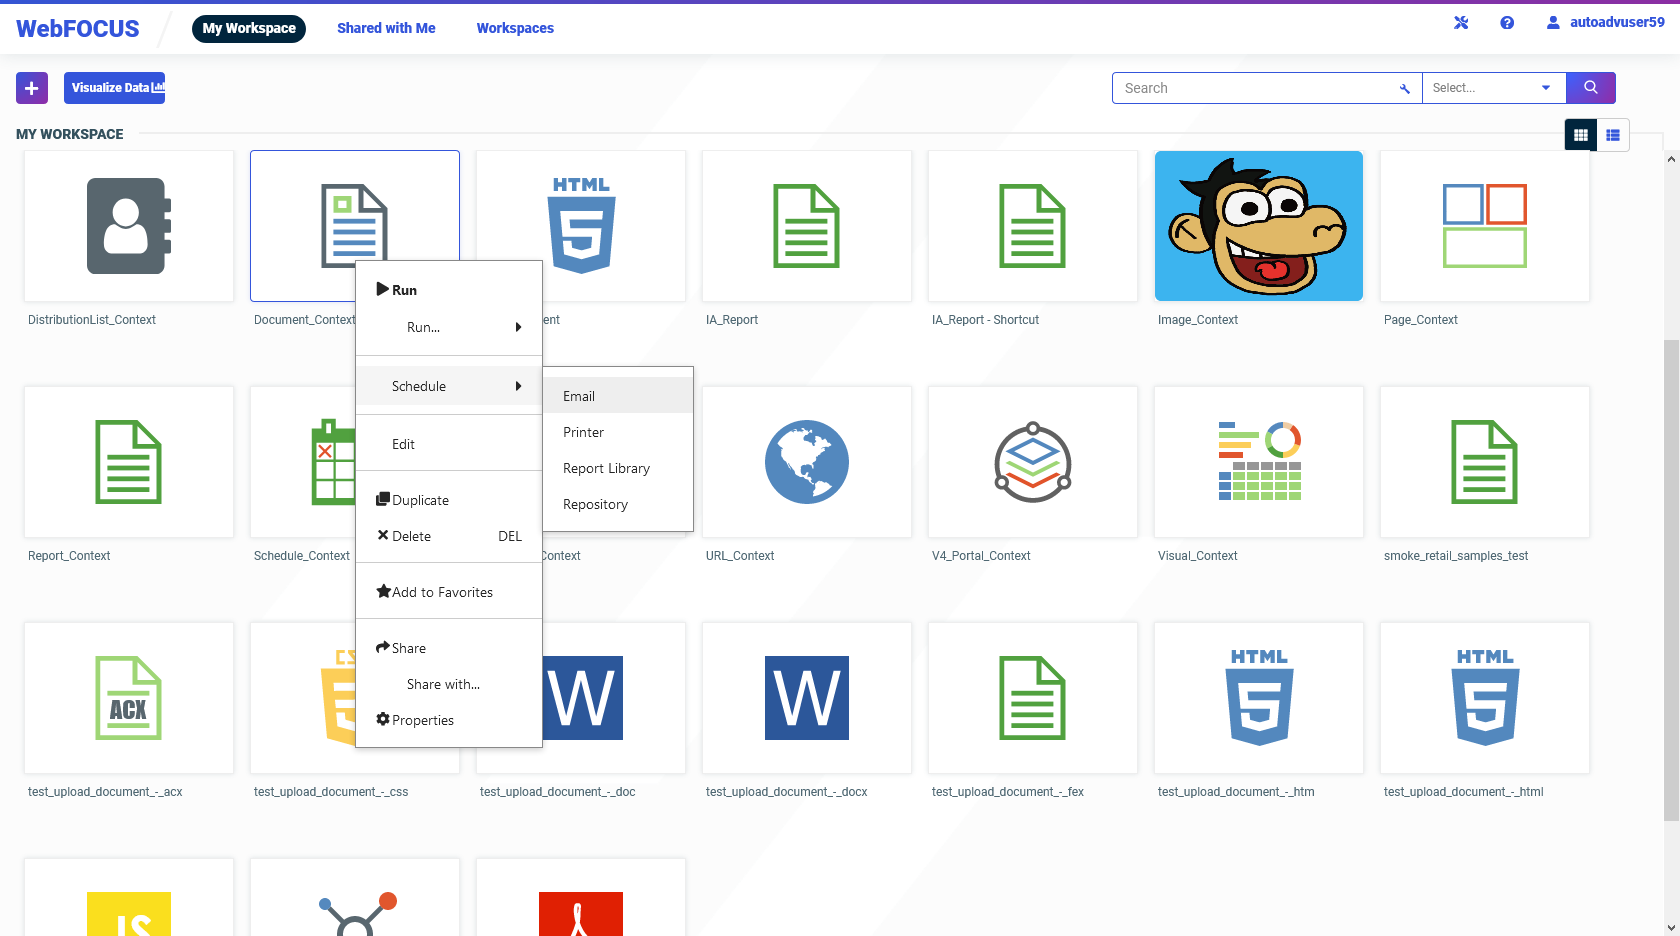 WebFOCUS
My Workspace
Shared with Me
Workspaces
autoadvuser59
Visualize Data
Search
Select...
MY WORKSPACE
HTML
DistributionList_Context
Document_Context
ent
IA_Report
IA_Report - Shortcut
Image_Context
Page_Context
Run
Run...
Schedule
Edit
Duplicate
Delete DEL
Add to Favorites
Share
Share with...
Properties
Email
Printer
Report Library
Repository
Report_Context
Schedule_Context
Context
URL_Context
V4_Portal_Context
Visual_Context
smoke_retail_samples_test
ACX
CS
W
W
HTML
HTML
test_upload_document_-_acx
test_upload_document_-_css
test_upload_document_-_doc
test_upload_document_-_docx
test_upload_document_-_fex
test_upload_document_-_htm
test_upload_document_-_html
JS